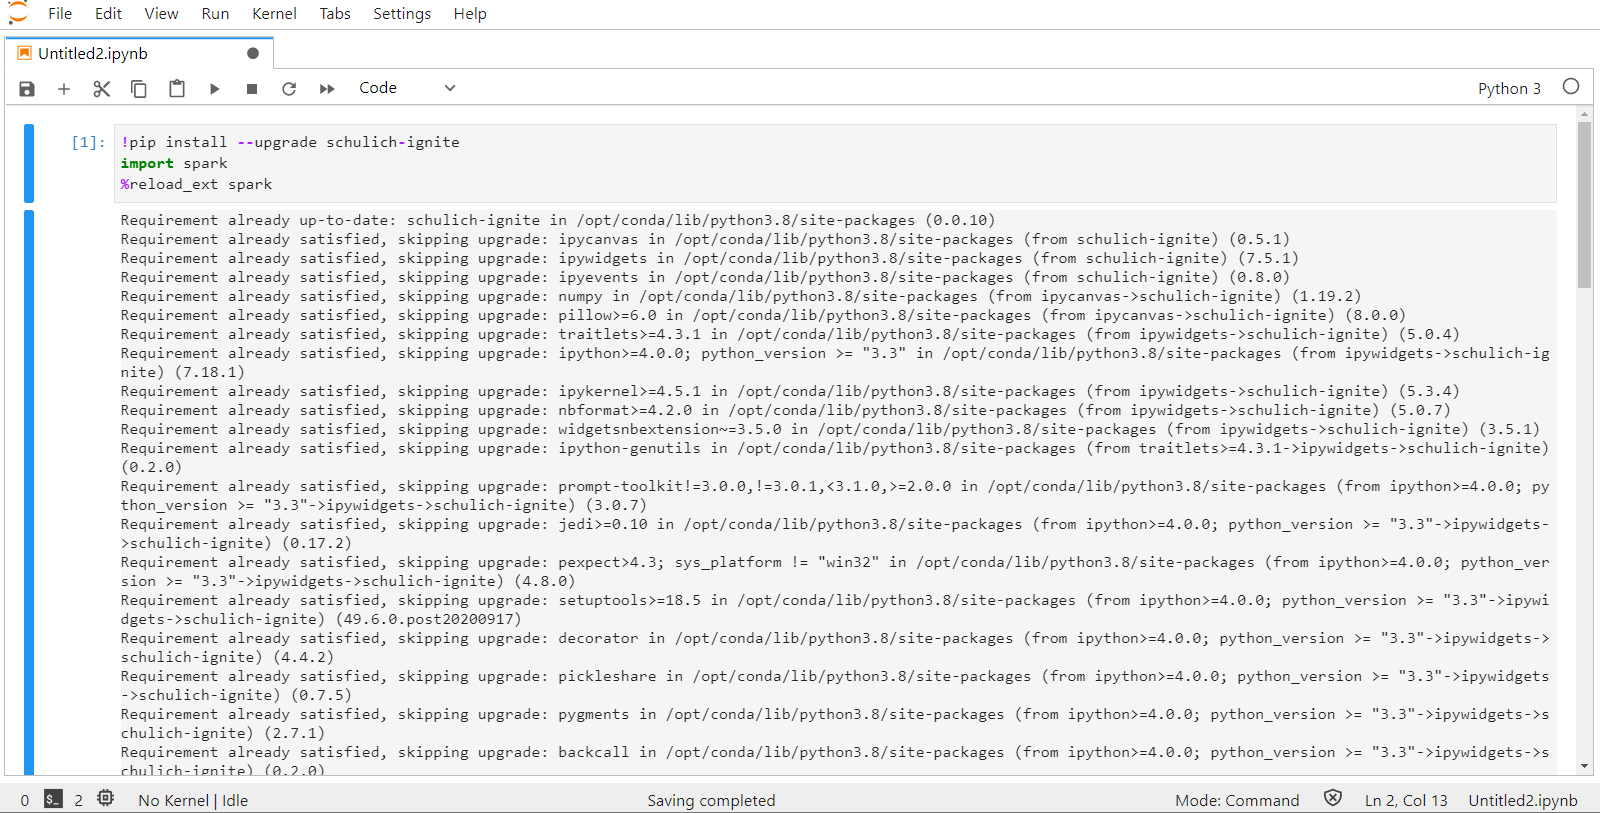 File Edit View Run Kernel Tabs Settings Help
Untitled2.ipynb
Code
Python 3
[1]: !pip install --upgrade schulich-ignite
import spark
%reload_ext spark
Requirement already up-to-date: schulich-ignite in /opt/conda/lib/python3.8/site-packages (0.0.10)
Requirement already satisfied, skipping upgrade: ipycanvas in /opt/conda/lib/python3.8/site-packages (from schulich-ignite) (0.5.1)
Requirement already satisfied, skipping upgrade: ipywidgets in /opt/conda/lib/python3.8/site-packages (from schulich-ignite) (7.5.1)
Requirement already satisfied, skipping upgrade: ipyevents in /opt/conda/lib/python3.8/site-packages (from schulich-ignite) (0.8.0)
Requirement already satisfied, skipping upgrade: numpy in /opt/conda/lib/python3.8/site-packages (from ipycanvas->schulich-ignite) (1.19.2)
Requirement already satisfied, skipping upgrade: pillow>=6.0 in /opt/conda/lib/python3.8/site-packages (from ipycanvas->schulich-ignite) (8.0.0)
Requirement already satisfied, skipping upgrade: traitlets>=4.3.1 in /opt/conda/lib/python3.8/site-packages (from ipywidgets->schulich-ignite) (5.0.4)
Requirement already satisfied, skipping upgrade: ipython>=4.0.0; python_version >= "3.3" in /opt/conda/lib/python3.8/site-packages (from ipywidgets->schulich-ig
nite) (7.18.1)
Requirement already satisfied, skipping upgrade: ipykernel>=4.5.1 in /opt/conda/lib/python3.8/site-packages (from ipywidgets->schulich-ignite) (5.3.4)
Requirement already satisfied, skipping upgrade: nbformat>=4.2.0 in /opt/conda/lib/python3.8/site-packages (from ipywidgets->schulich-ignite) (5.0.7)
Requirement already satisfied, skipping upgrade: widgetsnbextension~=3.5.0 in /opt/conda/lib/python3.8/site-packages (from ipywidgets->schulich-ignite) (3.5.1)
Requirement already satisfied, skipping upgrade: ipython-genutils in /opt/conda/lib/python3.8/site-packages (from traitlets>=4.3.1->ipywidgets->schulich-ignite)
(0.2.0)
Requirement already satisfied, skipping upgrade: prompt-toolkit!=3.0.0,!=3.0.1,<3.1.0,>=2.0.0 in /opt/conda/lib/python3.8/site-packages (from ipython>=4.0.0; py
thon_version >= "3.3"->ipywidgets->schulich-ignite) (3.0.7)
Requirement already satisfied, skipping upgrade: jedi>=0.10 in /opt/conda/lib/python3.8/site-packages (from ipython>=4.0.0; python_version >= "3.3"->ipywidgets-
>schulich-ignite) (0.17.2)
Requirement already satisfied, skipping upgrade: pexpect>4.3; sys_platform != "win32" in /opt/conda/lib/python3.8/site-packages (from ipython>=4.0.0; python_ver
sion >= "3.3"->ipywidgets->schulich-ignite) (4.8.0)
Requirement already satisfied, skipping upgrade: setuptools>=18.5 in /opt/conda/lib/python3.8/site-packages (from ipython>=4.0.0; python_version >= "3.3"->ipywi
dgets->schulich-ignite) (49.6.0.post20200917)
Requirement already satisfied, skipping upgrade: decorator in /opt/conda/lib/python3.8/site-packages (from ipython>=4.0.0; python_version >= "3.3"->ipywidgets->
schulich-ignite) (4.4.2)
Requirement already satisfied, skipping upgrade: pickleshare in /opt/conda/lib/python3.8/site-packages (from ipython>=4.0.0; python_version >= "3.3"->ipywidgets
->schulich-ignite) (0.7.5)
Requirement already satisfied, skipping upgrade: pygments in /opt/conda/lib/python3.8/site-packages (from ipython>=4.0.0; python_version >= "3.3"->ipywidgets->s
chulich-ignite) (2.7.1)
Requirement already satisfied, skipping upgrade: backcall in /opt/conda/lib/python3.8/site-packages (from ipython>=4.0.0; python_version >= "3.3"->ipywidgets->s
chulich-ignite) (0.2.0)
0 $_ 2 No Kernel | Idle Saving completed Mode: Command Ln 2, Col 13 Untitled2.ipynb